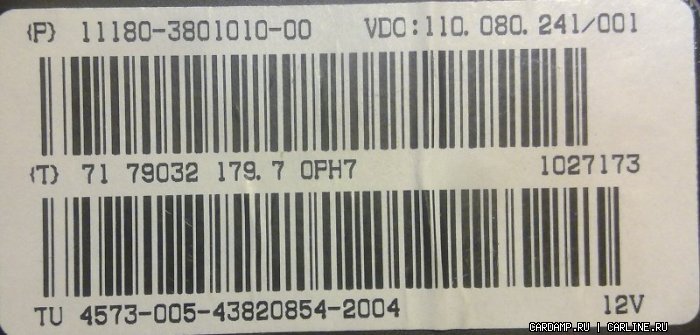 {P} 11180-3801010-00 VDO:110.080.241/001
{T} 71 79032 179.7 OPH7 1027173
TU 4573-005-43820854-2004 12V
CARDAMP.RU | CARLINE.RU